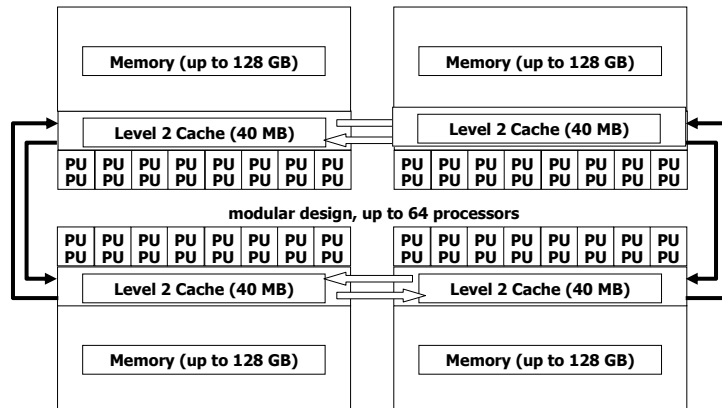 Memory (up to 128 GB) Memory (up to 128 GB)
Level 2 Cache (40 MB) Level 2 Cache (40 MB)
PU PU PU PU PU PU PU PU PU PU PU PU PU PU PU PU
PU PU PU PU PU PU PU PU PU PU PU PU PU PU PU PU
modular design, up to 64 processors
PU PU PU PU PU PU PU PU PU PU PU PU PU PU PU PU
PU PU PU PU PU PU PU PU PU PU PU PU PU PU PU PU
Level 2 Cache (40 MB) Level 2 Cache (40 MB)
Memory (up to 128 GB) Memory (up to 128 GB)